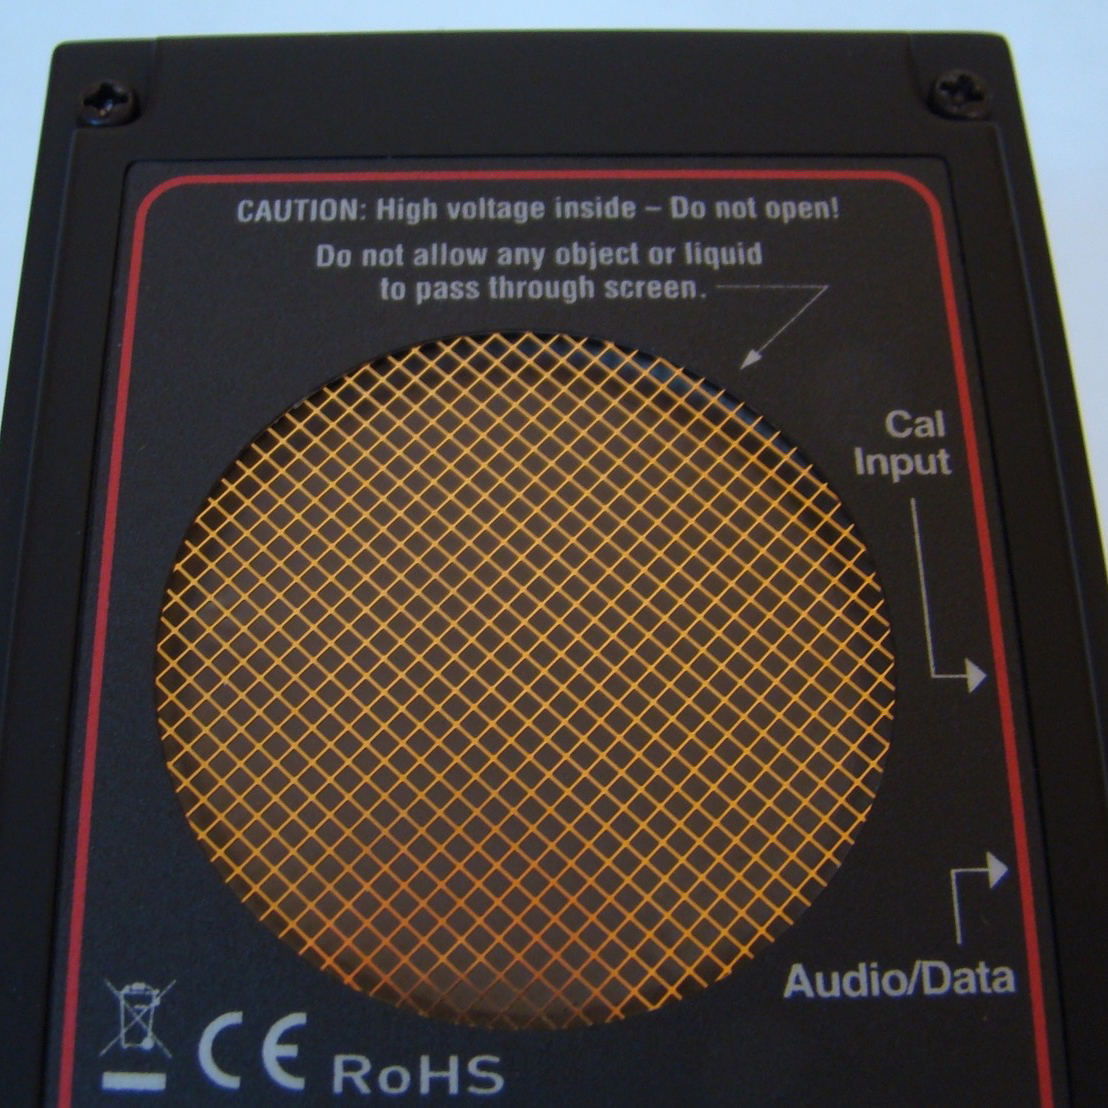 CAUTION: High voltage inside – Do not open!
Do not allow any object or liquid
to pass through screen.
Cal
Input
Audio/Data
CE RoHS